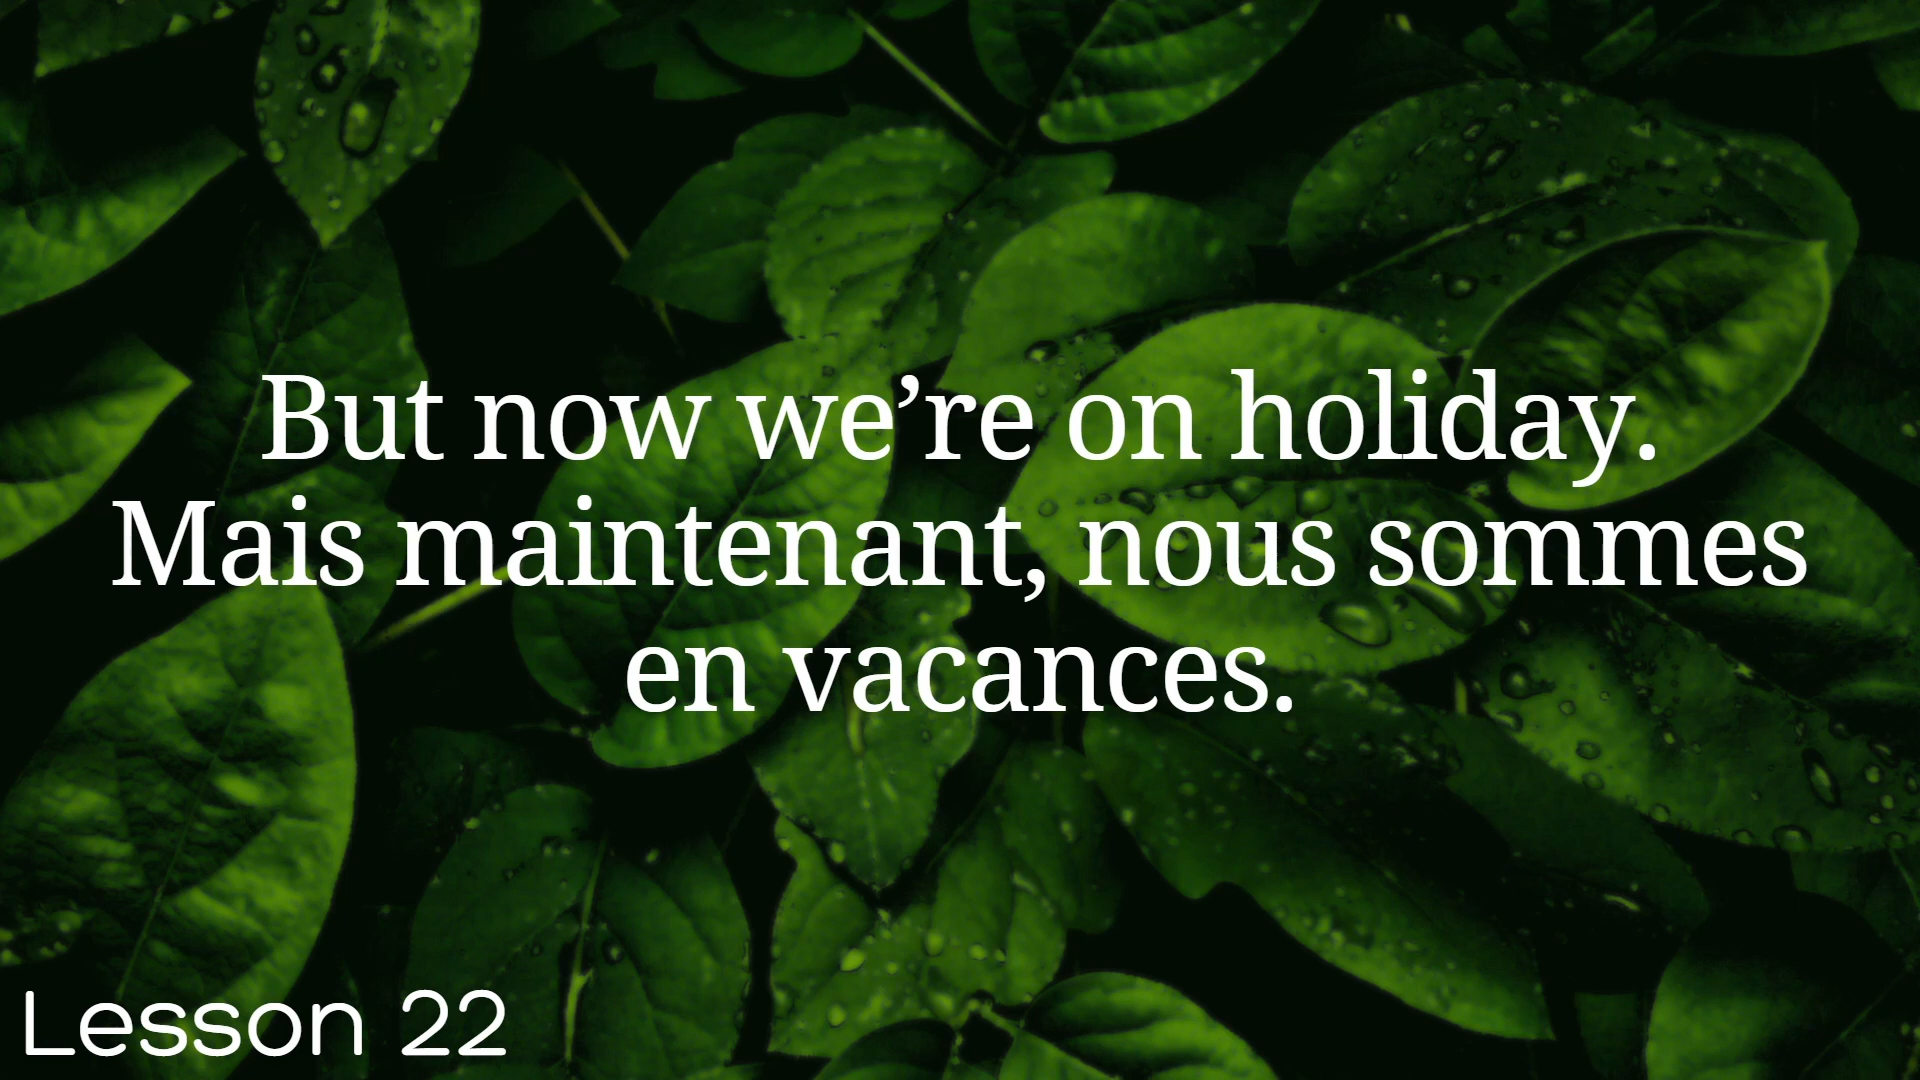 But now we’re on holiday.
Mais maintenant, nous sommes
en vacances.
Lesson 22